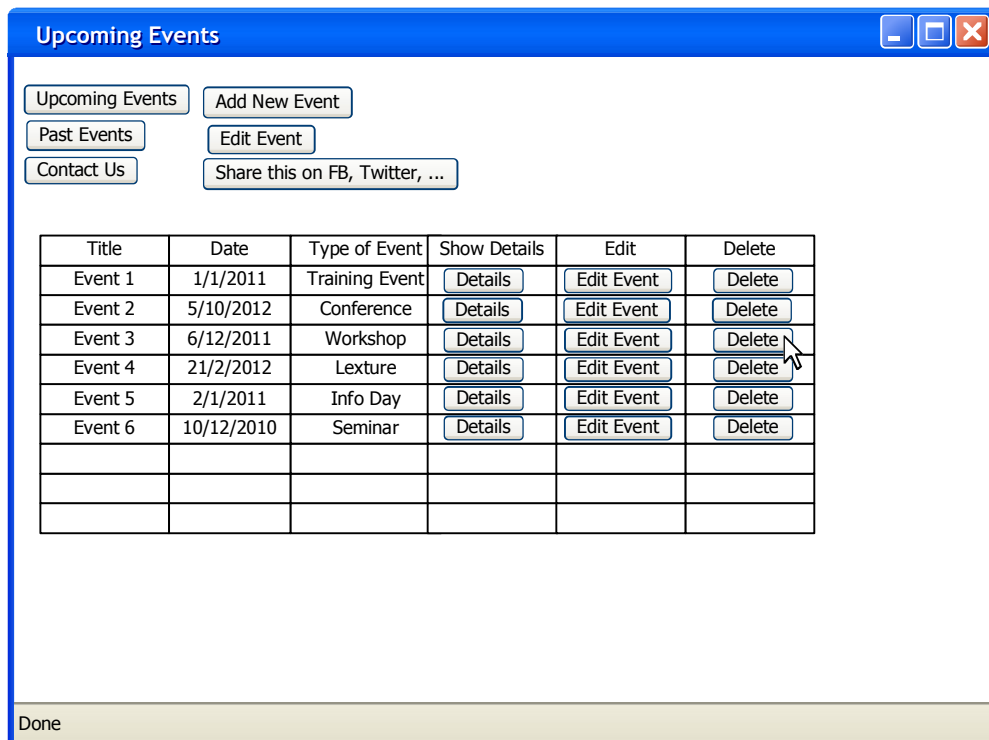 Upcoming Events
Upcoming Events Add New Event
Past Events Edit Event
Contact Us Share this on FB, Twitter, ...
Title Date Type of Event Show Details Edit Delete
Event 1 1/1/2011 Training Event Details Edit Event Delete
Event 2 5/10/2012 Conference Details Edit Event Delete
Event 3 6/12/2011 Workshop Details Edit Event Delete
Event 4 21/2/2012 Lexture Details Edit Event Delete
Event 5 2/1/2011 Info Day Details Edit Event Delete
Event 6 10/12/2010 Seminar Details Edit Event Delete
Done